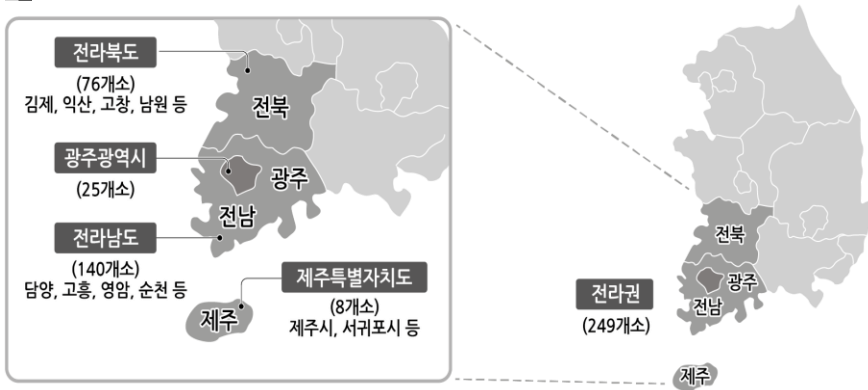 전라북도
(76개소)
김제, 익산, 고창, 남원 등
전북
광주광역시
(25개소)
광주
전남
전라남도
(140개소)
담양, 고흥, 영암, 순천 등
제주특별자치도
(8개소)
제주시, 서귀포시 등
제주
전북
광주
전남
전라권
(249개소)
제주